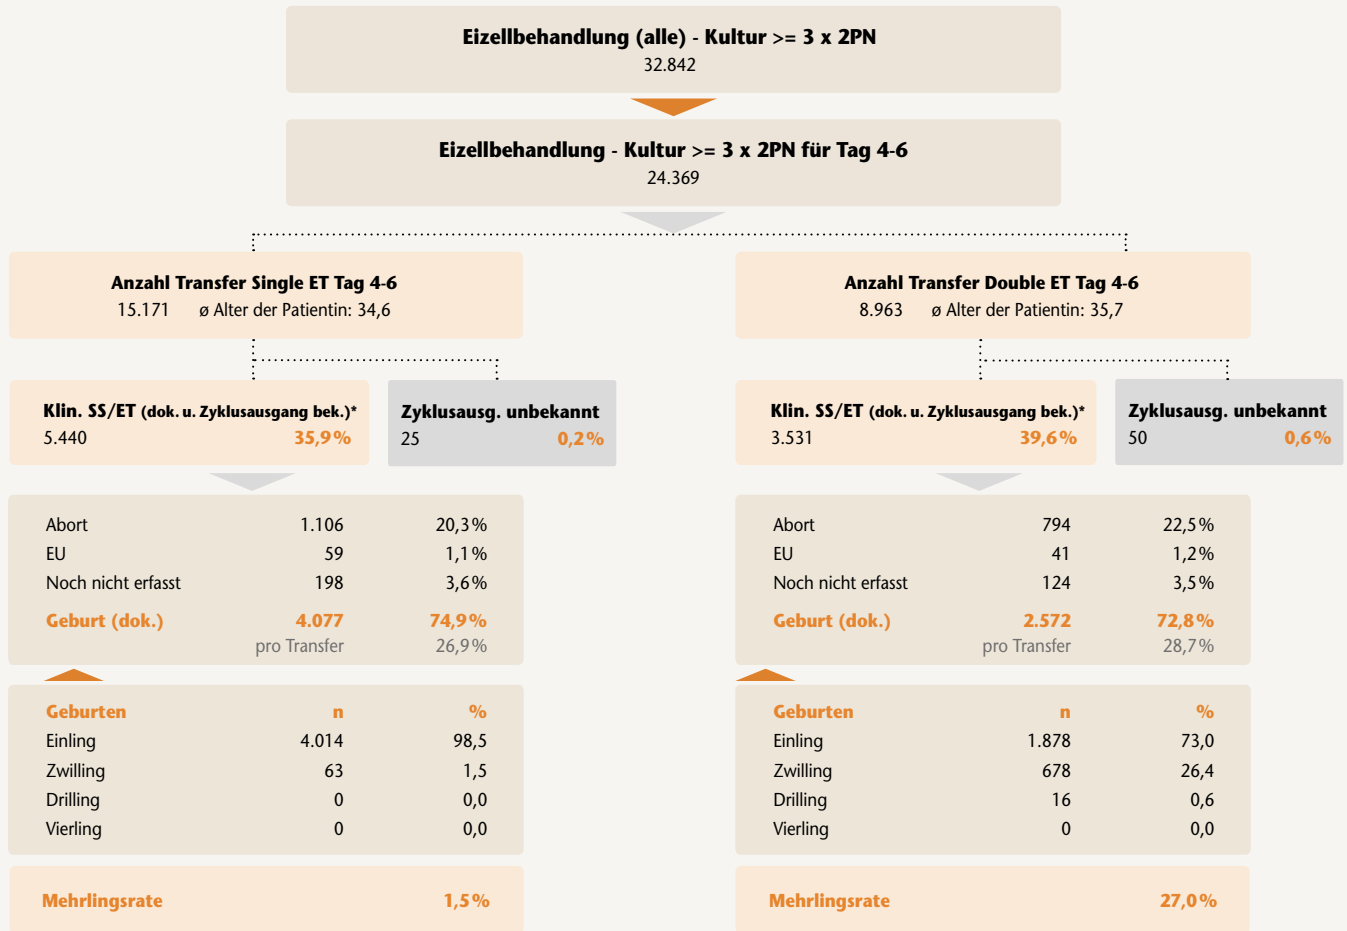 Eizellbehandlung (alle) - Kultur >= 3 x 2PN
32.842
Eizellbehandlung - Kultur >= 3 x 2PN für Tag 4-6
24.369
Anzahl Transfer Single ET Tag 4-6
15.171 ø Alter der Patientin: 34,6
Klin. SS/ET (dok. u. Zyklusausgang bek.)*
5.440 35,9%
Zyklusausg. unbekannt
25 0,2%
Abort 1.106 20,3%
EU 59 1,1%
Noch nicht erfasst 198 3,6%
Geburt (dok.) 4.077 74,9%
pro Transfer 26,9%
Geburten n %
Einling 4.014 98,5
Zwilling 63 1,5
Drilling 0 0,0
Vierling 0 0,0
Mehrlingsrate 1,5%
Anzahl Transfer Double ET Tag 4-6
8.963 ø Alter der Patientin: 35,7
Klin. SS/ET (dok. u. Zyklusausgang bek.)*
3.531 39,6%
Zyklusausg. unbekannt
50 0,6%
Abort 794 22,5%
EU 41 1,2%
Noch nicht erfasst 124 3,5%
Geburt (dok.) 2.572 72,8%
pro Transfer 28,7%
Geburten n %
Einling 1.878 73,0
Zwilling 678 26,4
Drilling 16 0,6
Vierling 0 0,0
Mehrlingsrate 27,0%